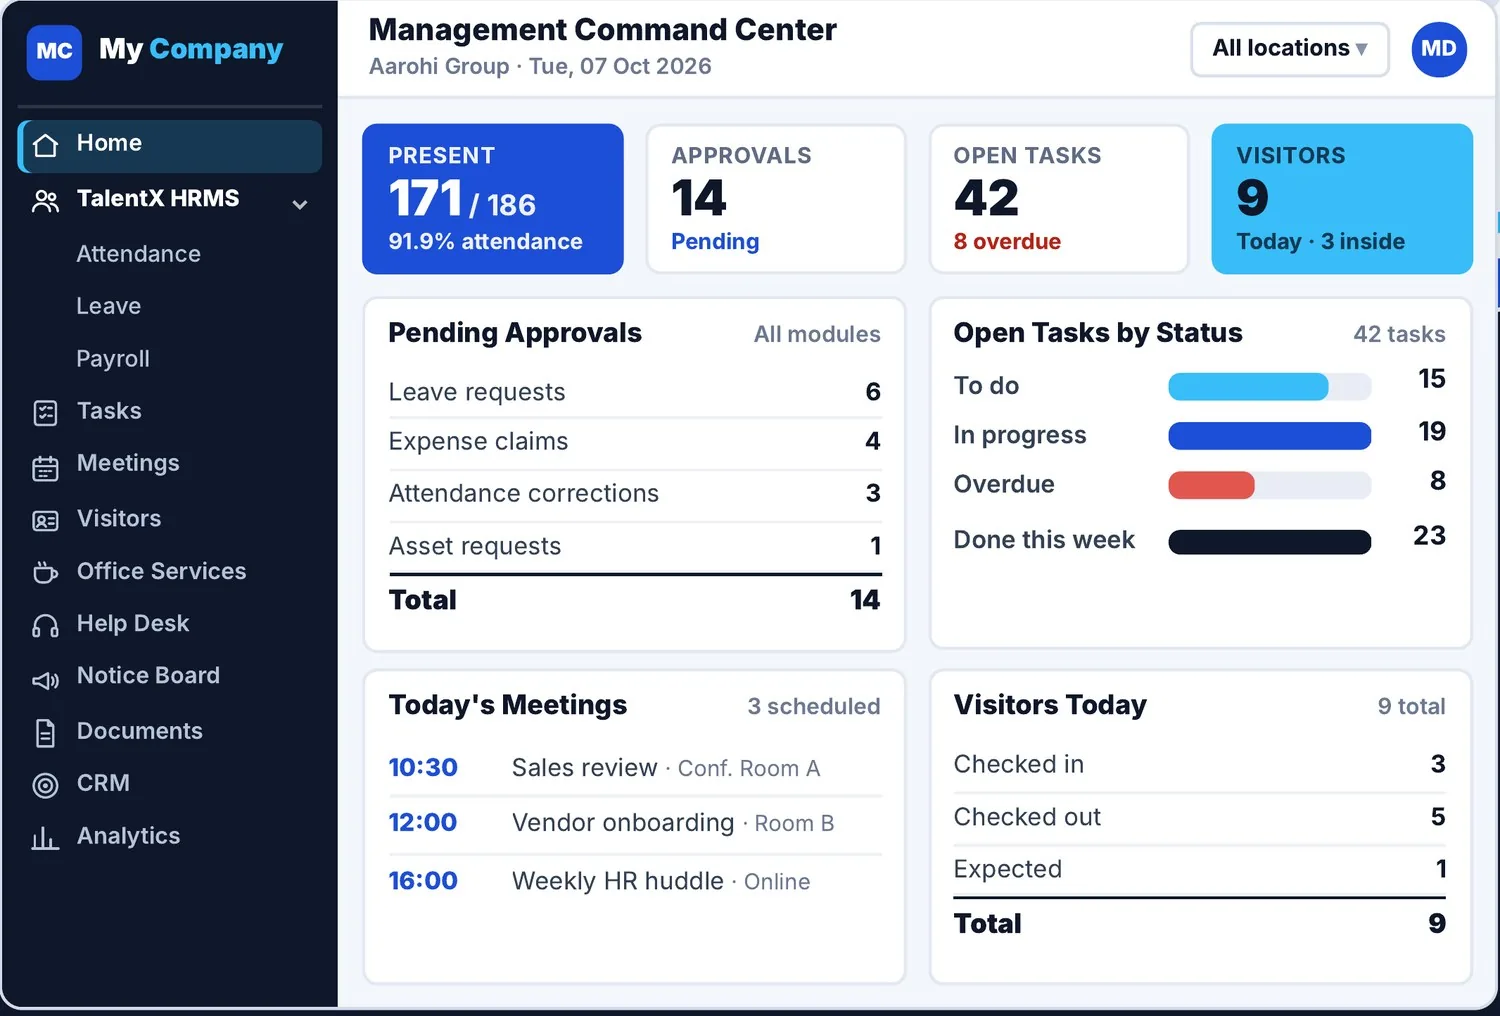 MC My Company
Home
TalentX HRMS
Attendance
Leave
Payroll
Tasks
Meetings
Visitors
Office Services
Help Desk
Notice Board
Documents
CRM
Analytics
Management Command Center
Aarohi Group · Tue, 07 Oct 2026
All locations ▾
MD
PRESENT
171 / 186
91.9% attendance
APPROVALS
14
Pending
OPEN TASKS
42
8 overdue
VISITORS
9
Today · 3 inside
Pending Approvals All modules
Leave requests 6
Expense claims 4
Attendance corrections 3
Asset requests 1
Total 14
Open Tasks by Status 42 tasks
To do 15
In progress 19
Overdue 8
Done this week 23
Today's Meetings 3 scheduled
10:30 Sales review · Conf. Room A
12:00 Vendor onboarding · Room B
16:00 Weekly HR huddle · Online
Visitors Today 9 total
Checked in 3
Checked out 5
Expected 1
Total 9